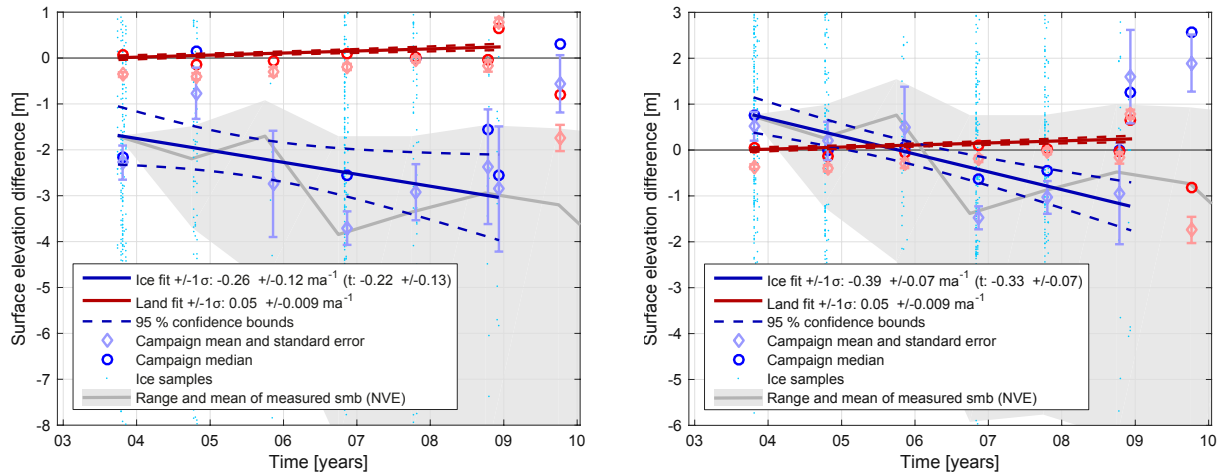 1
0
-1
-2
-3
-4
-5
-6
-7
-8
Surface elevation difference [m]
Ice fit +/-1σ: -0.26 +/-0.12 ma⁻¹ (t: -0.22 +/-0.13)
Land fit +/-1σ: 0.05 +/-0.009 ma⁻¹
95 % confidence bounds
Campaign mean and standard error
Campaign median
Ice samples
Range and mean of measured smb (NVE)
03 04 05 06 07 08 09 10
Time [years]
3
2
1
0
-1
-2
-3
-4
-5
-6
Surface elevation difference [m]
Ice fit +/-1σ: -0.39 +/-0.07 ma⁻¹ (t: -0.33 +/-0.07)
Land fit +/-1σ: 0.05 +/-0.009 ma⁻¹
95 % confidence bounds
Campaign mean and standard error
Campaign median
Ice samples
Range and mean of measured smb (NVE)
03 04 05 06 07 08 09 10
Time [years]